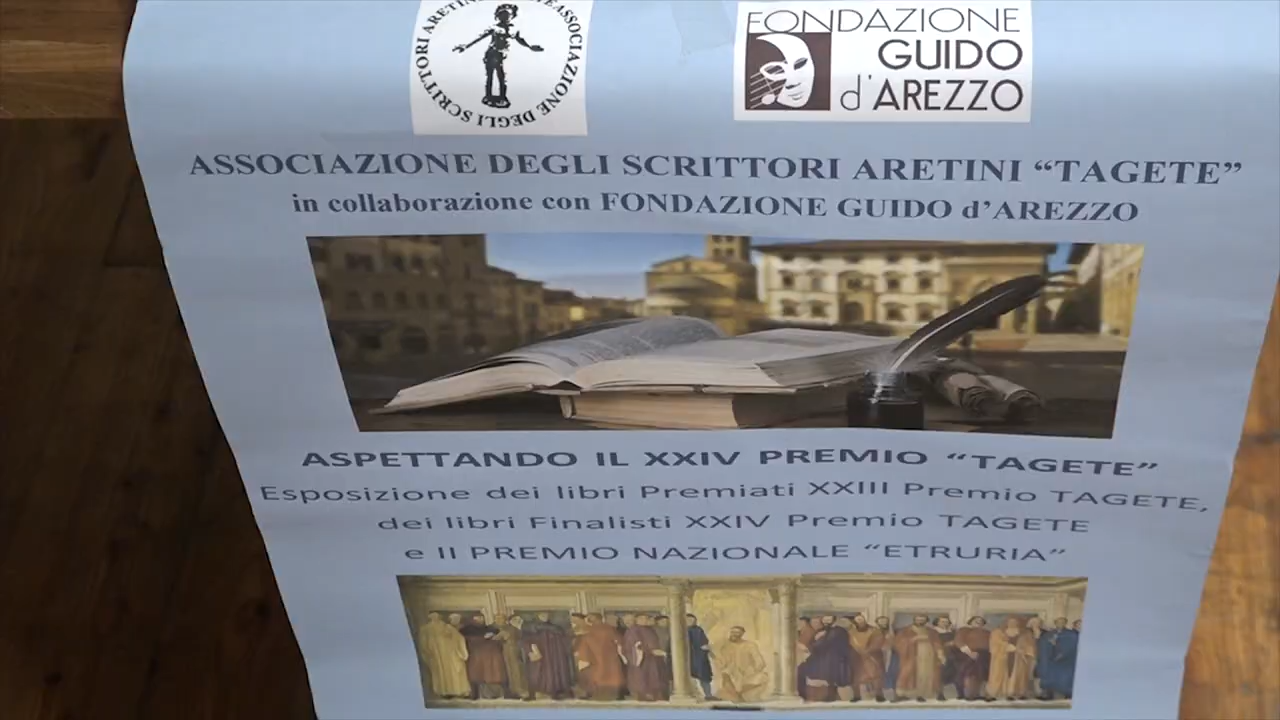 ASSOCIAZIONE DEGLI SCRITTORI ARETINI
FONDAZIONE
GUIDO
d'AREZZO
ASSOCIAZIONE DEGLI SCRITTORI ARETINI “TAGETE”
in collaborazione con FONDAZIONE GUIDO d'AREZZO
ASPETTANDO IL XXIV PREMIO “TAGETE”
Esposizione dei libri Premiati XXIII Premio TAGETE,
dei libri Finalisti XXIV Premio TAGETE
e II PREMIO NAZIONALE “ETRURIA”